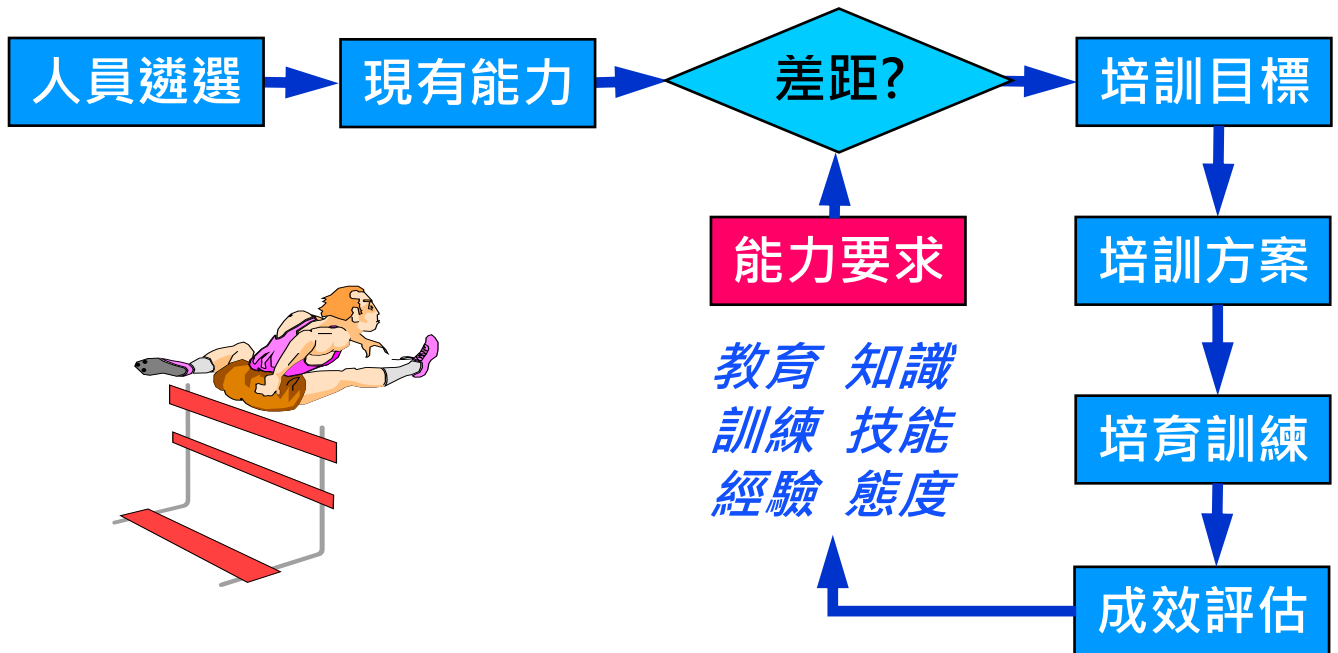 人員遴選
現有能力
差距?
培訓目標
能力要求
培訓方案
教育 知識
訓練 技能
經驗 態度
培育訓練
成效評估